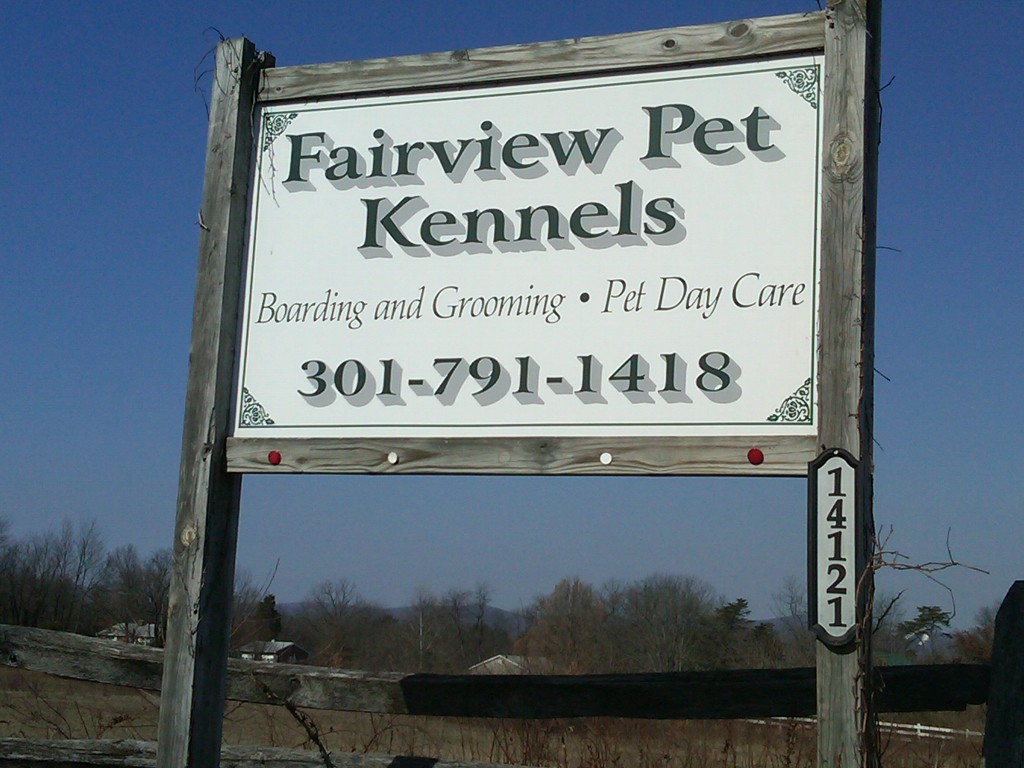 Fairview Pet
Kennels
Boarding and Grooming • Pet Day Care
301-791-1418
14121